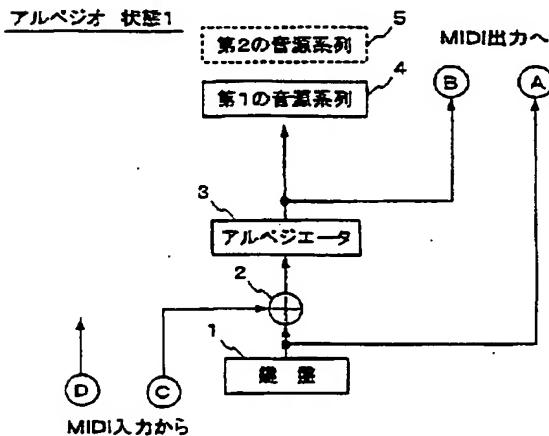 アルペジオ 状態1
5
第2の音源系列
MIDI出力へ
4
第1の音源系列
B
A
3
アルペジエータ
2
1
鍵盤
D
C
MIDI入力から